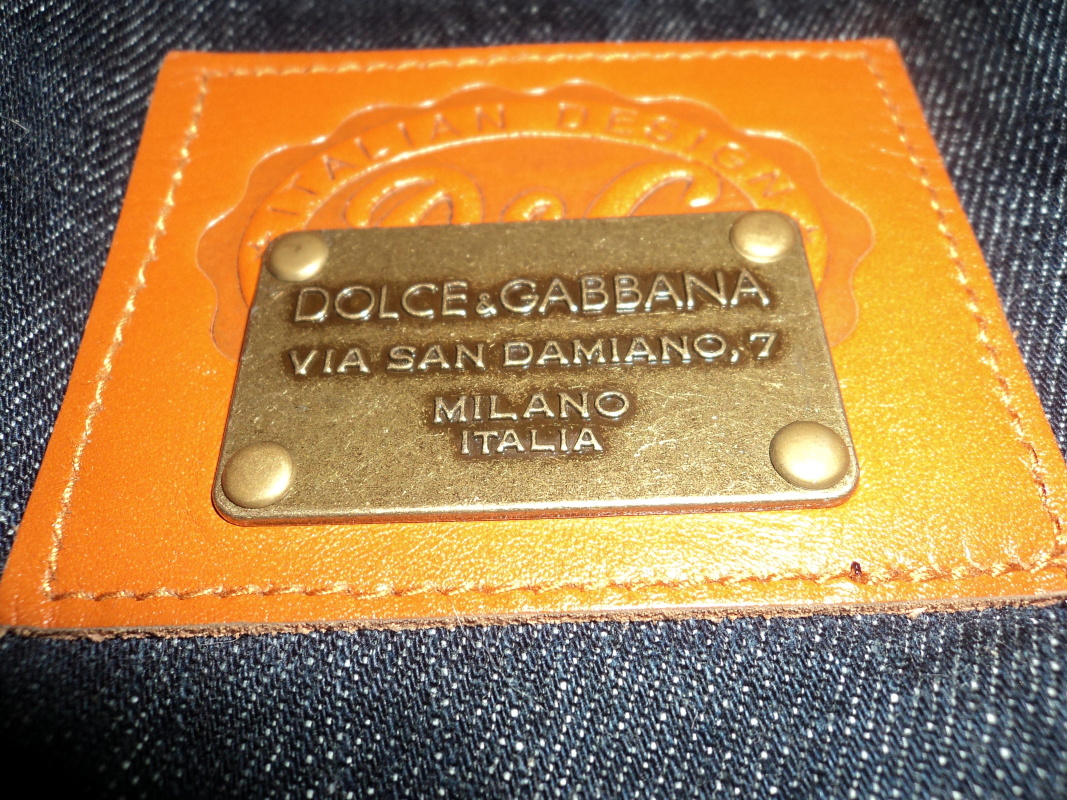 ITALIAN DESIGN
D&G
DOLCE & GABBANA
VIA SAN DAMIANO, 7
MILANO
ITALIA